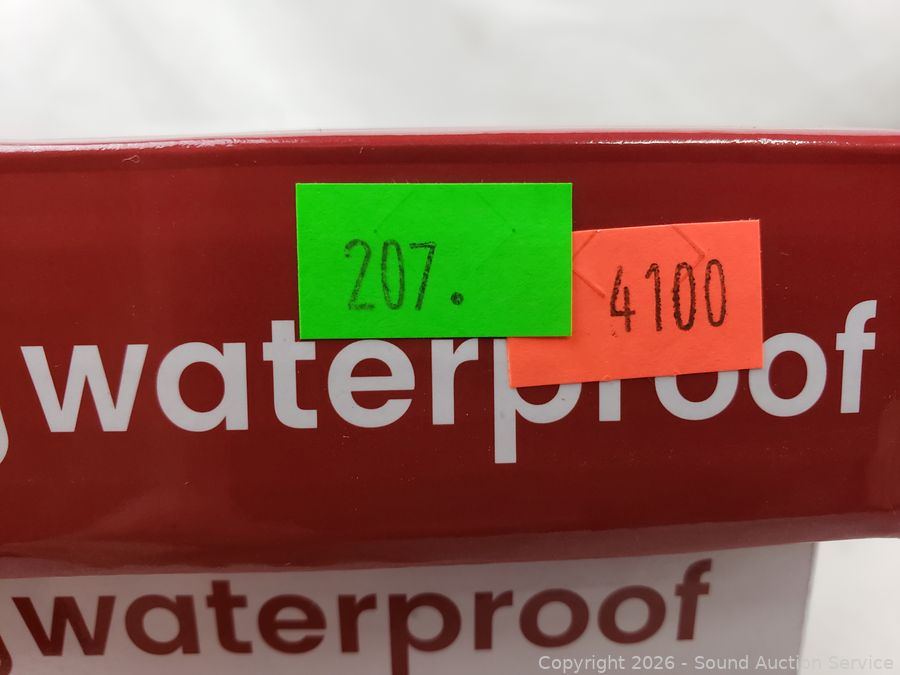 207.
4100
waterproof
waterproof
Copyright 2026 - Sound Auction Service